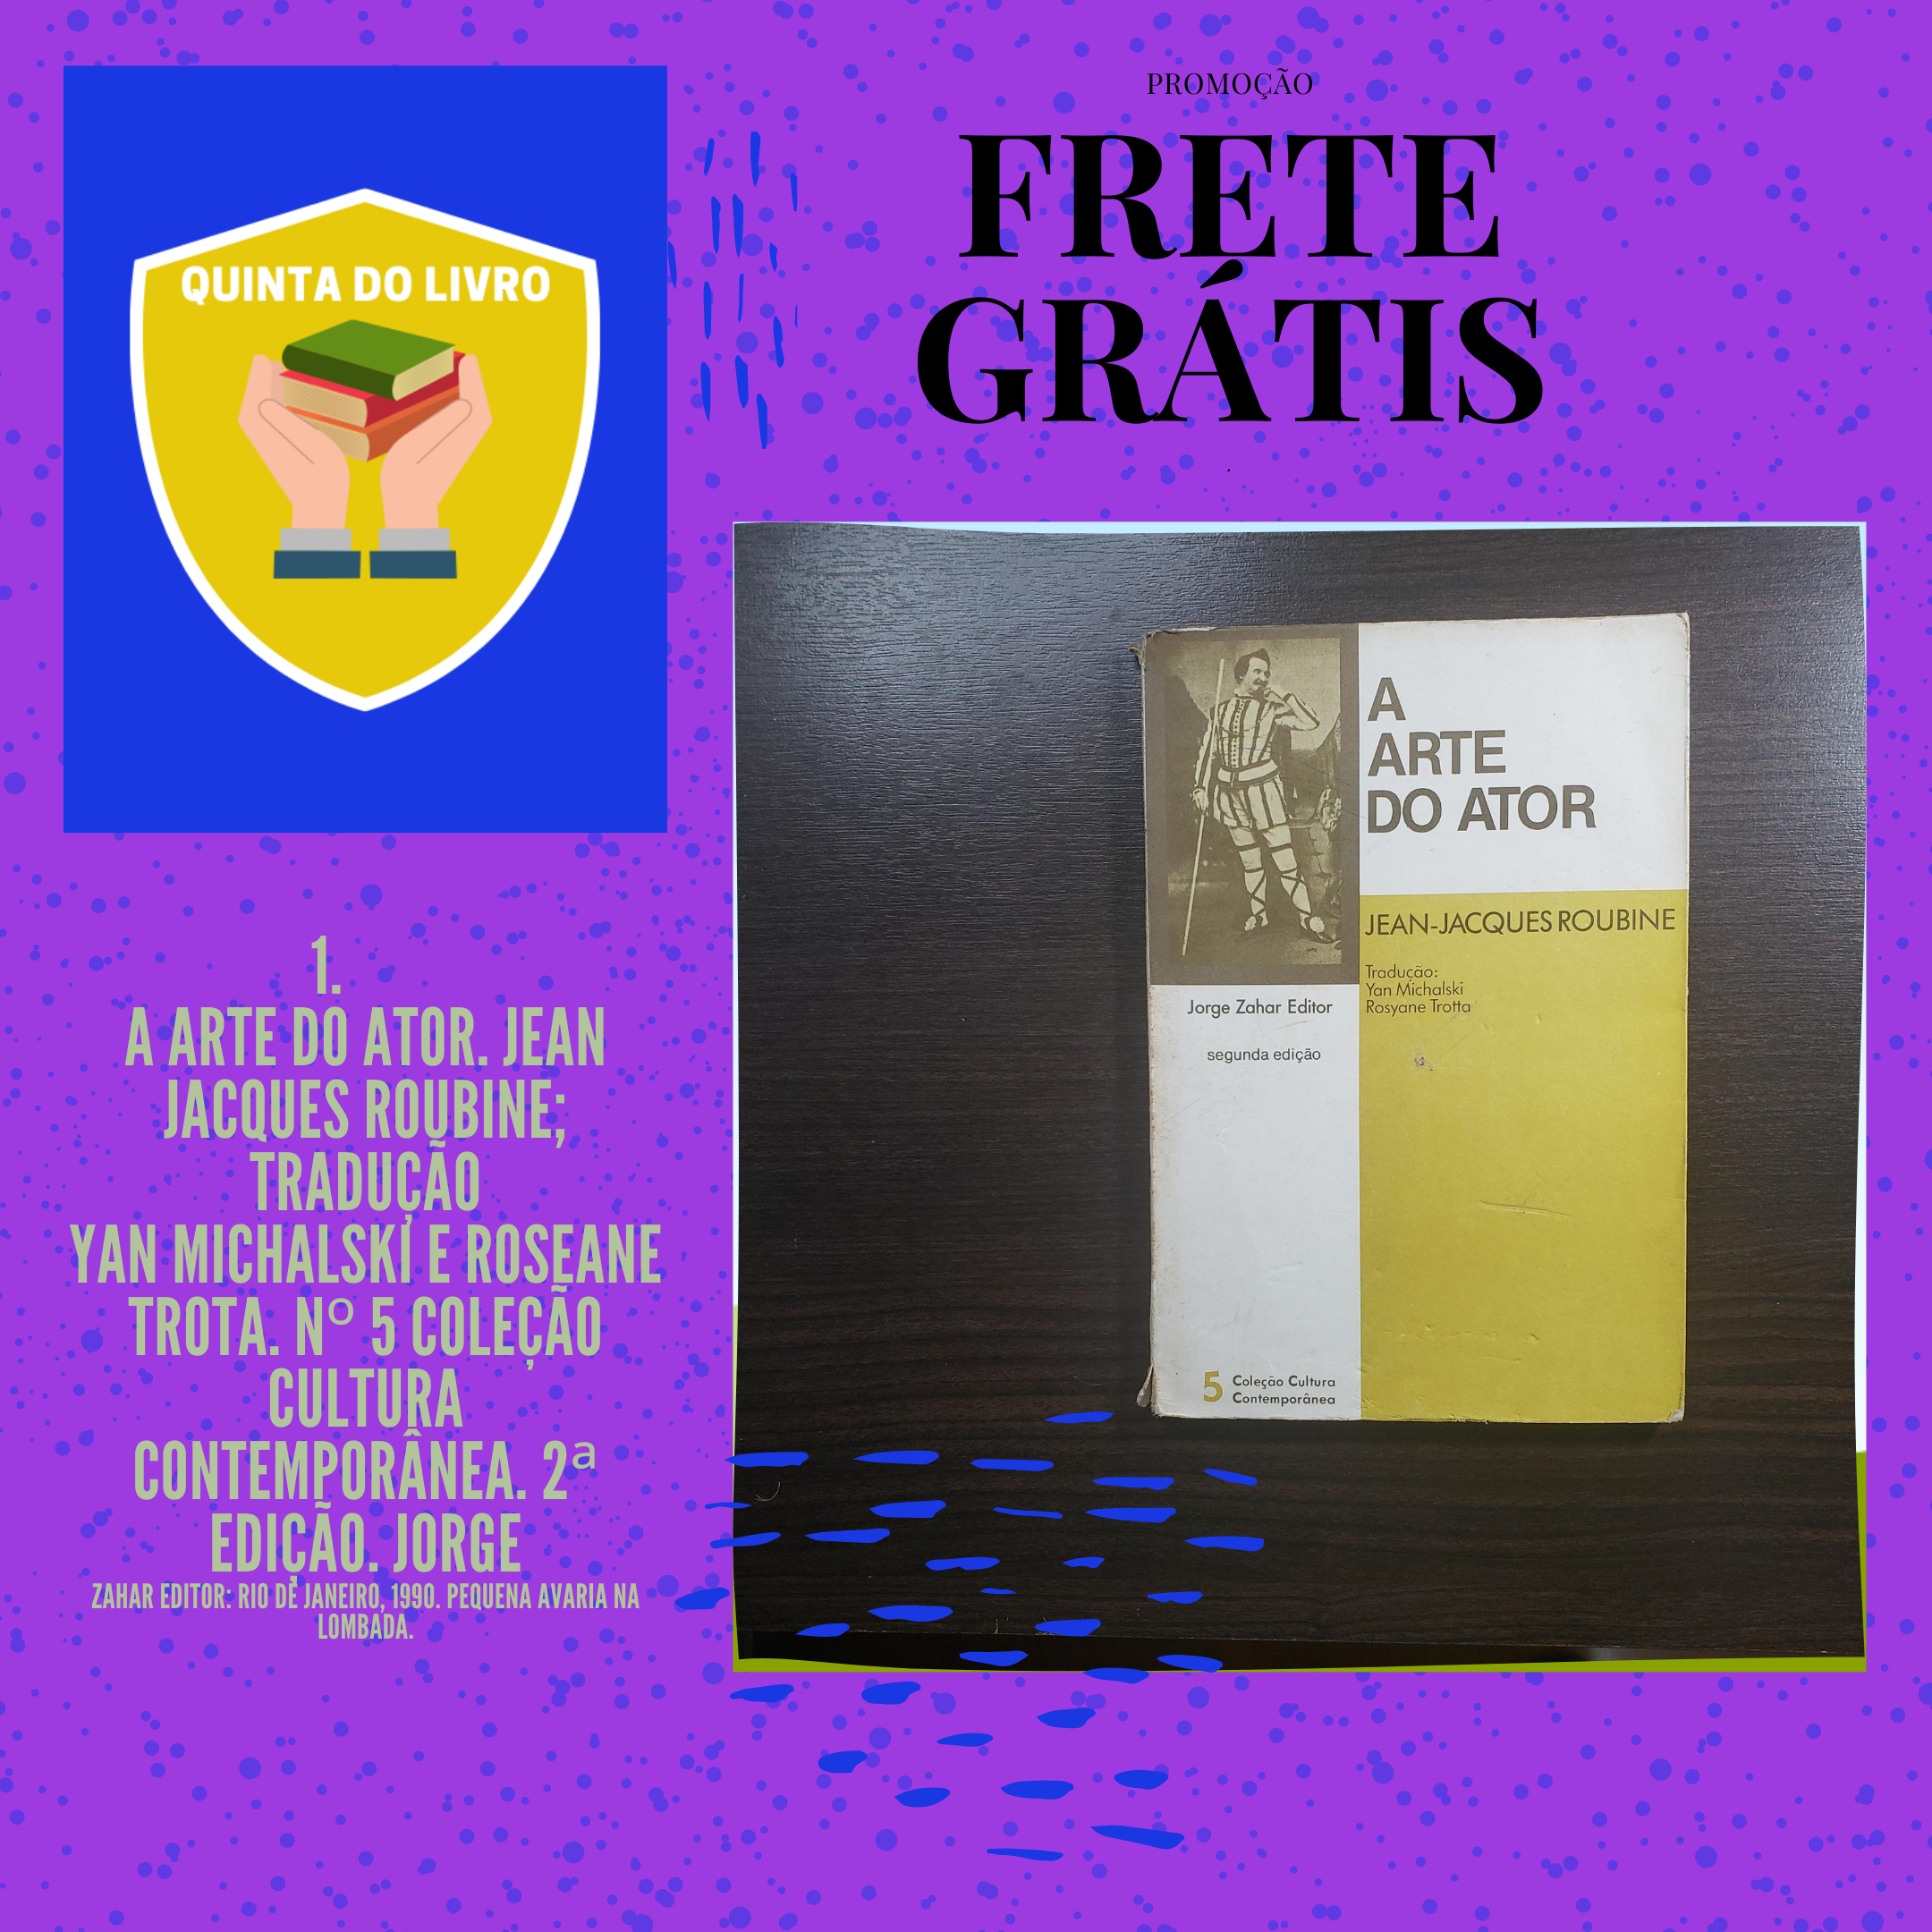 QUINTA DO LIVRO
PROMOÇÃO
FRETE
GRÁTIS
.
A
ARTE
DO ATOR
JEAN-JACQUES ROUBINE
Tradução:
Yan Michalski
Rosyane Trotta
Jorge Zahar Editor
segunda edição
5 Coleção Cultura
Contemporânea
1.
A ARTE DO ATOR. JEAN
JACQUES ROUBINE;
TRADUÇÃO
YAN MICHALSKI E ROSEANE
TROTA. Nº 5 COLEÇÃO
CULTURA
CONTEMPORÂNEA. 2ª
EDIÇÃO. JORGE
ZAHAR EDITOR: RIO DE JANEIRO, 1990. PEQUENA AVARIA NA
LOMBADA.